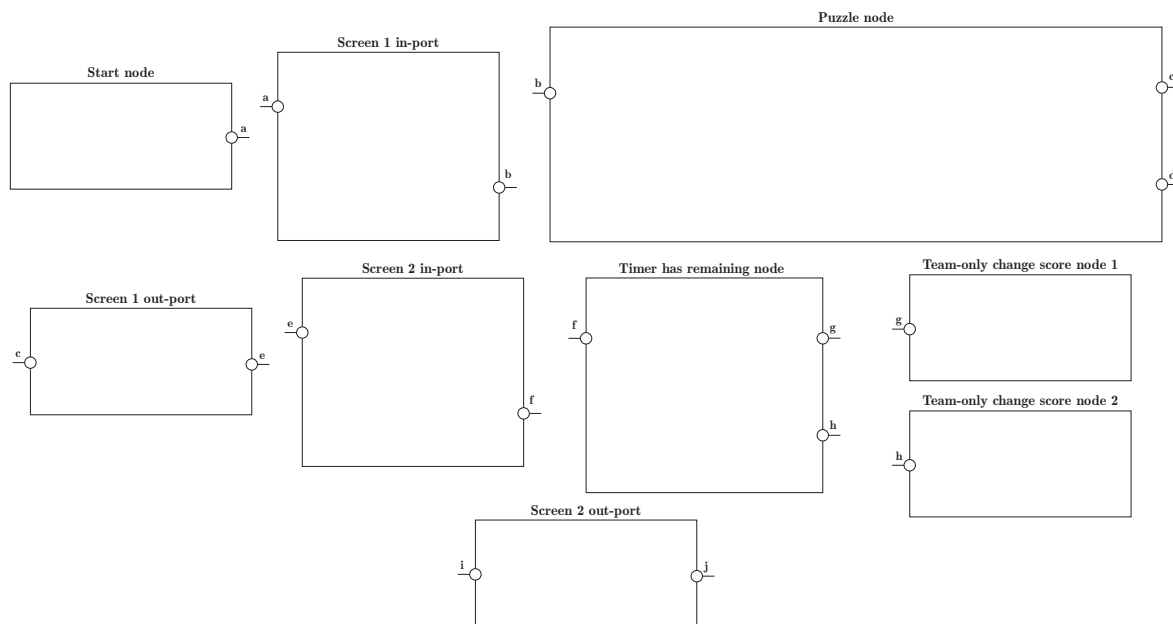 Puzzle node
Screen 1 in-port
Start node
b
c
a
a
b
d
Screen 2 in-port
Timer has remaining node
Team-only change score node 1
Screen 1 out-port
e
f
g
g
c
e
f
h
Team-only change score node 2
h
Screen 2 out-port
i
j